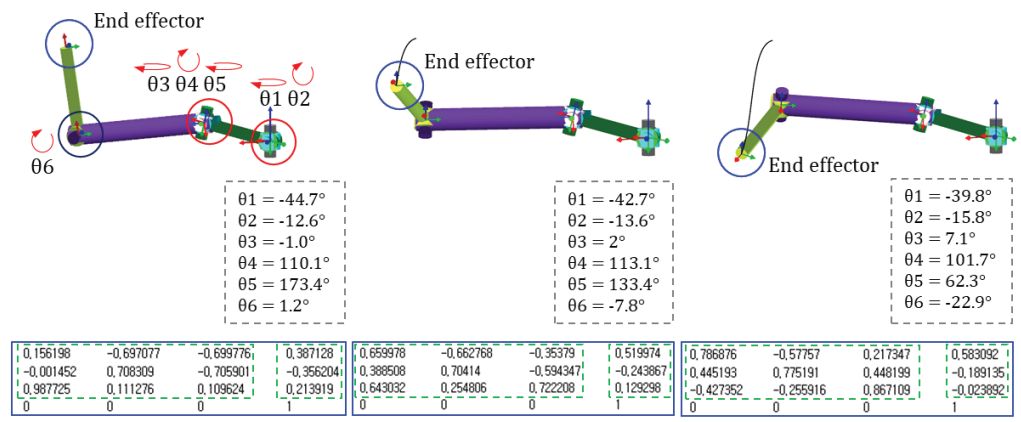 End effector
θ3 θ4 θ5
θ1 θ2
θ6
θ1 = -44.7°
θ2 = -12.6°
θ3 = -1.0°
θ4 = 110.1°
θ5 = 173.4°
θ6 = 1.2°
0,156198 -0,697077 -0,699776 0,387128
-0,001452 0,708309 -0,705901 -0,356204
0,987725 0,111276 0,109624 0,213919
0 0 0 1
End effector
θ1 = -42.7°
θ2 = -13.6°
θ3 = 2°
θ4 = 113.1°
θ5 = 133.4°
θ6 = -7.8°
0,659978 -0,662768 -0,35379 0,519974
0,388508 0,70414 -0,594347 -0,243867
0,643032 0,254806 0,722208 0,129298
0 0 0 1
End effector
θ1 = -39.8°
θ2 = -15.8°
θ3 = 7.1°
θ4 = 101.7°
θ5 = 62.3°
θ6 = -22.9°
0,786876 -0,57757 0,217347 0,583092
0,445193 0,775191 0,448199 -0,189135
-0,427352 -0,255916 0,867109 -0,023892
0 0 0 1